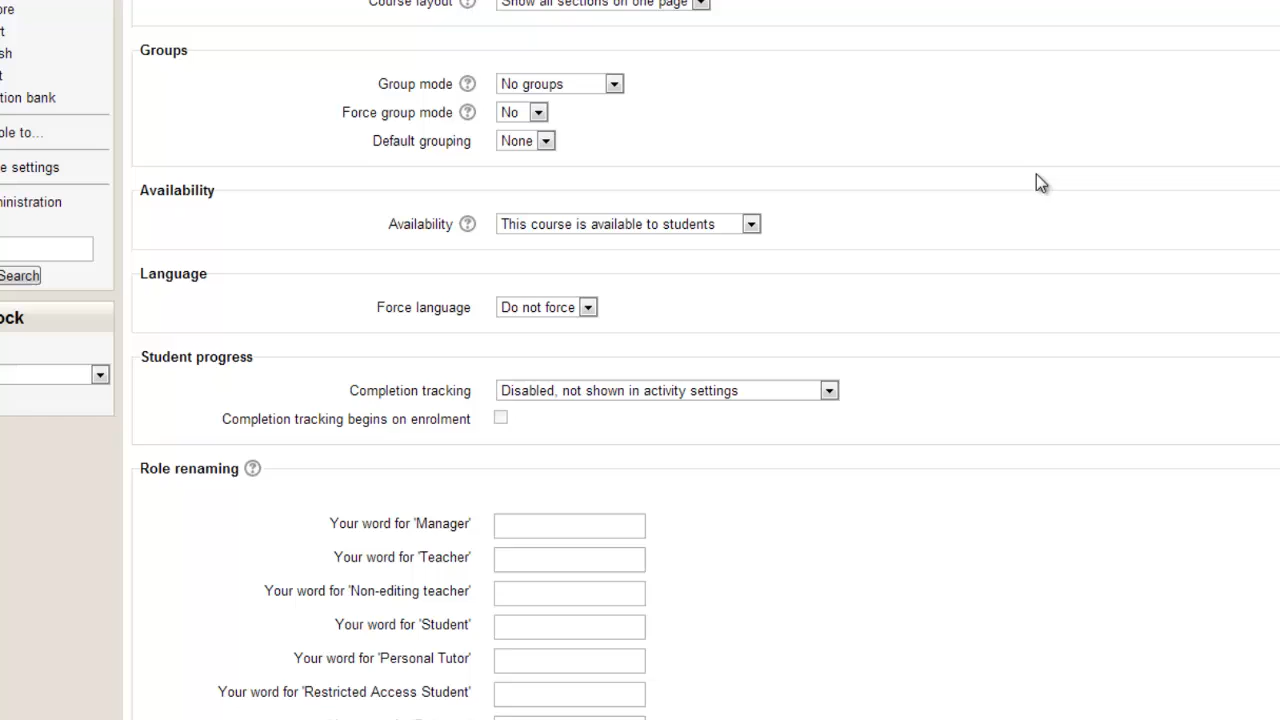 ore
t
sh
t
tion bank
ole to...
e settings
ninistration
Search
ock
Course layout Show all sections on one page
Groups
Group mode No groups
Force group mode No
Default grouping None
Availability
Availability This course is available to students
Language
Force language Do not force
Student progress
Completion tracking Disabled, not shown in activity settings
Completion tracking begins on enrolment
Role renaming
Your word for 'Manager'
Your word for 'Teacher'
Your word for 'Non-editing teacher'
Your word for 'Student'
Your word for 'Personal Tutor'
Your word for 'Restricted Access Student'